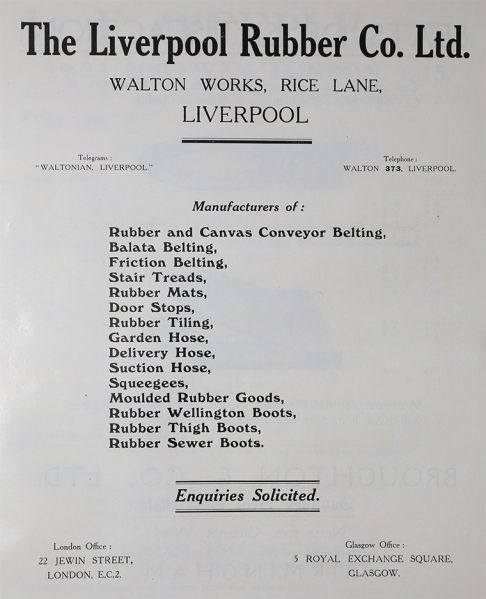 The Liverpool Rubber Co. Ltd.
WALTON WORKS, RICE LANE,
LIVERPOOL
Telegrams:
"WALTONIAN, LIVERPOOL"
Telephone:
WALTON 373, LIVERPOOL.
Manufacturers of:
Rubber and Canvas Conveyor Belting,
Balata Belting,
Friction Belting,
Stair Treads,
Rubber Mats,
Door Stops,
Rubber Tiling,
Garden Hose,
Delivery Hose,
Suction Hose,
Squeegees,
Moulded Rubber Goods,
Rubber Wellington Boots,
Rubber Thigh Boots,
Rubber Sewer Boots.
Enquiries Solicited.
London Office:
22 JEWIN STREET,
LONDON, E.C.2.
Glasgow Office:
5 ROYAL EXCHANGE SQUARE,
GLASGOW.